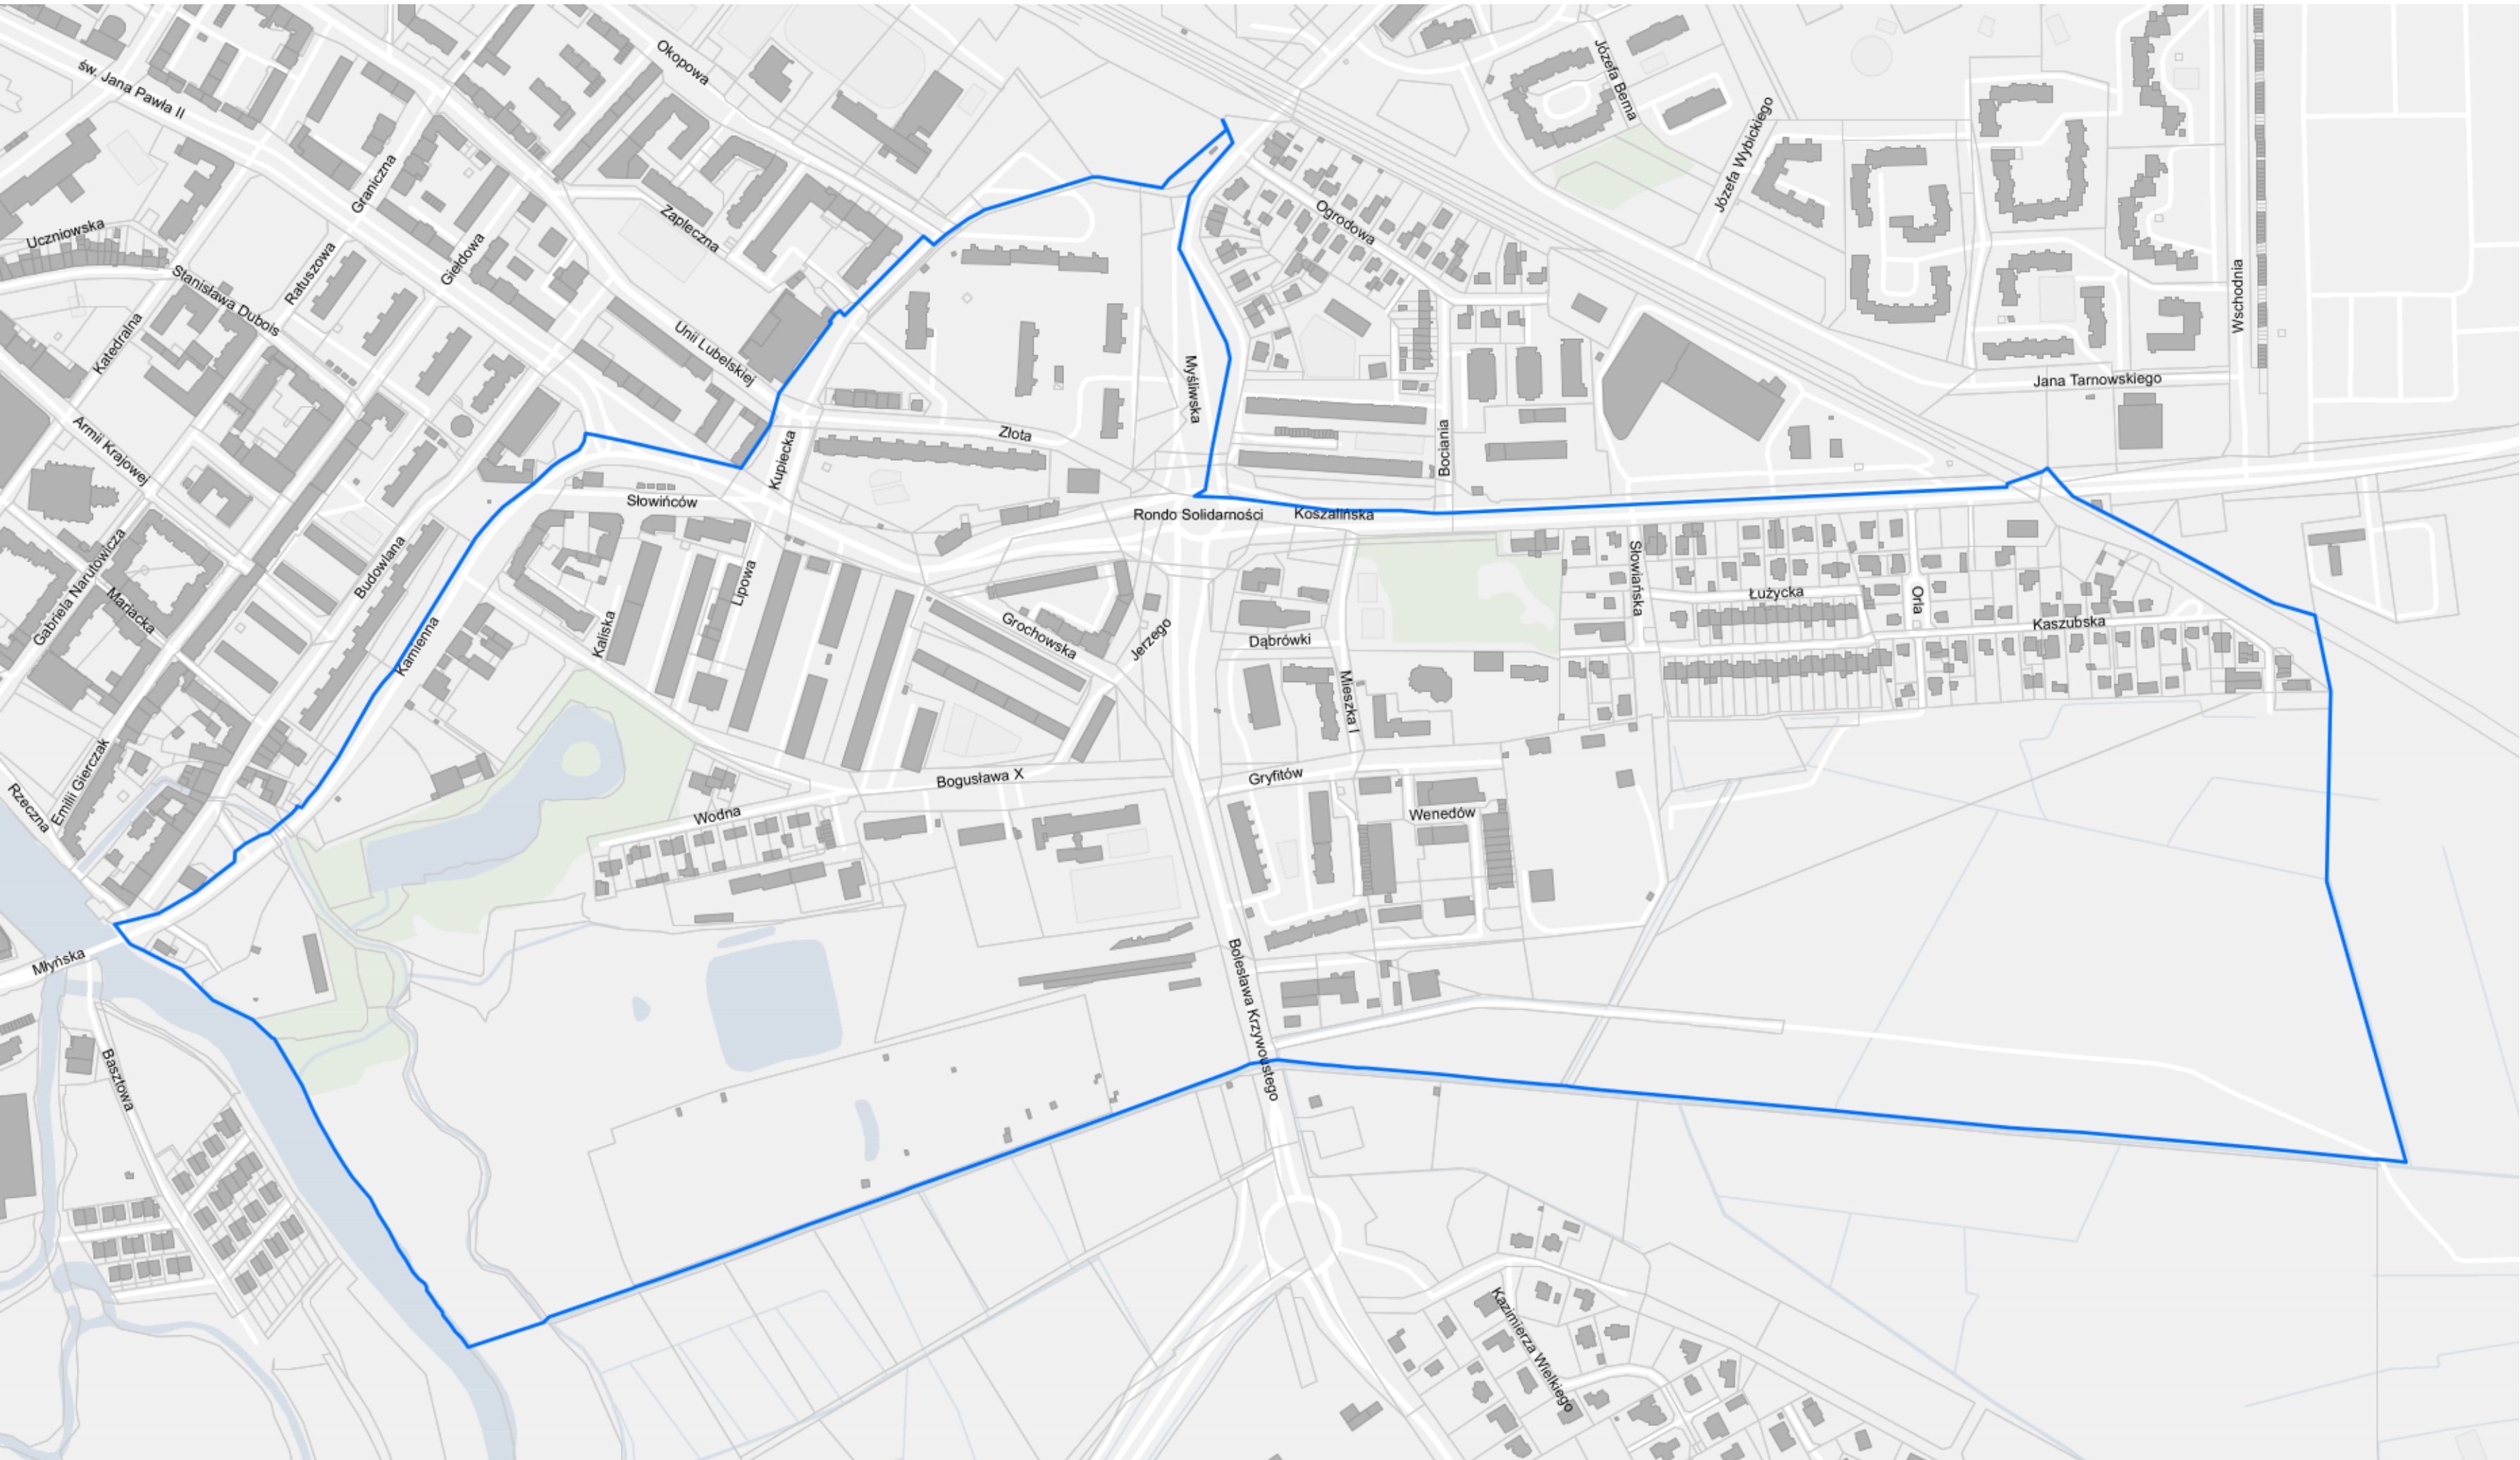 Okopowa
Józefa Bema
św. Jana Pawła II
Józefa Wybickiego
Graniczna
Zapleczna
Ogrodowa
Uczniowska
Ratuszowa
Giełdowa
Stanisława Dubois
Wschodnia
Katedralna
Unii Lubelskiej
Myśliwska
Jana Tarnowskiego
Armii Krajowej
Złota
Bociania
Kupiecka
Słowińców
Rondo Solidarności
Koszalińska
Gabriela Narutowicza
Mariacka
Budowlana
Lipowa
Słowiańska
Łużycka
Orla
Kaliska
Kamienna
Grochowska
Jerzego
Dąbrówki
Kaszubska
Mieszka I
Emilii Gierczak
Rzeczna
Bogusława X
Gryfitów
Wodna
Wenedów
Młyńska
Bolesława Krzywoustego
Basztowa
Kazimierza Wielkiego